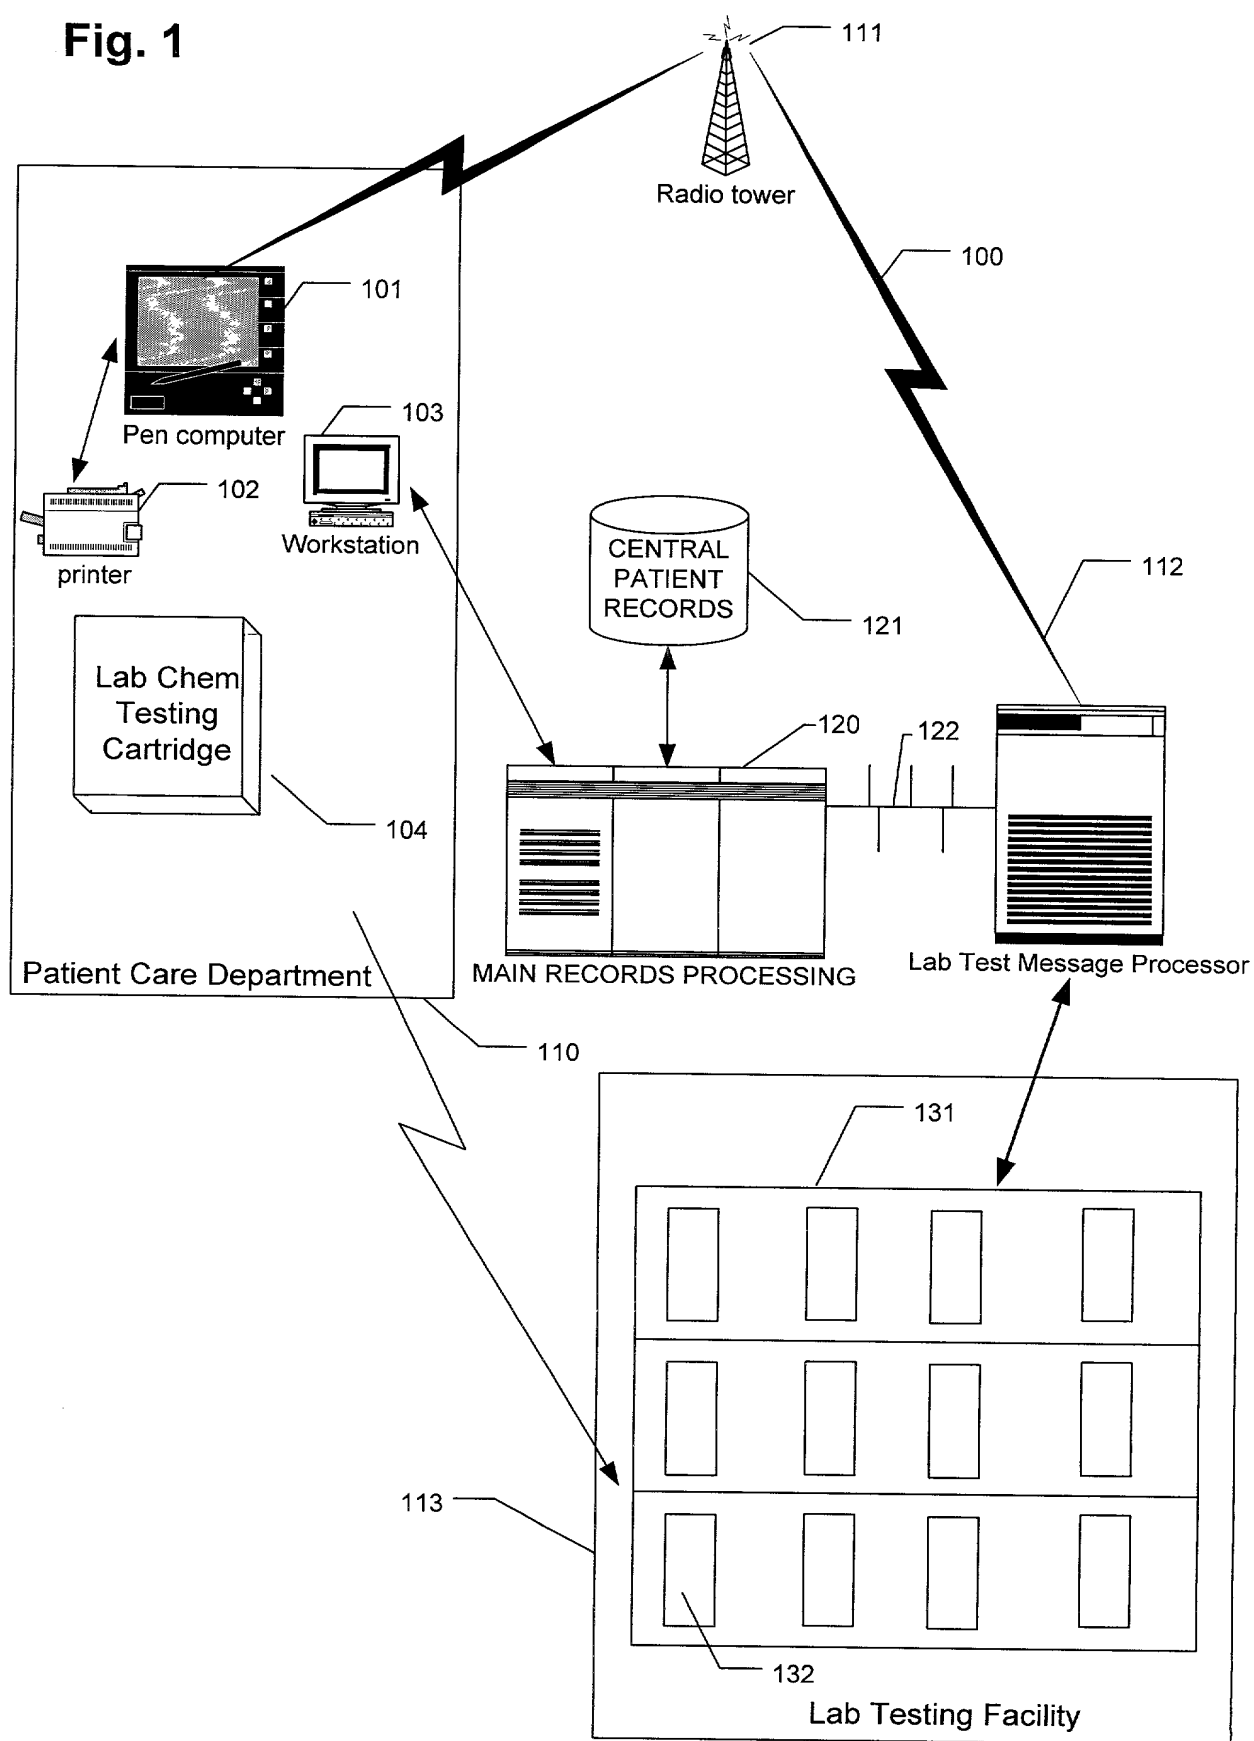 Fig. 1
111
Radio tower
100
101
Pen computer
103
102
Workstation
printer
CENTRAL
PATIENT
RECORDS
112
121
Lab Chem
Testing
Cartridge
120
122
104
Patient Care Department
MAIN RECORDS PROCESSING
Lab Test Message Processor
110
131
113
132
Lab Testing Facility